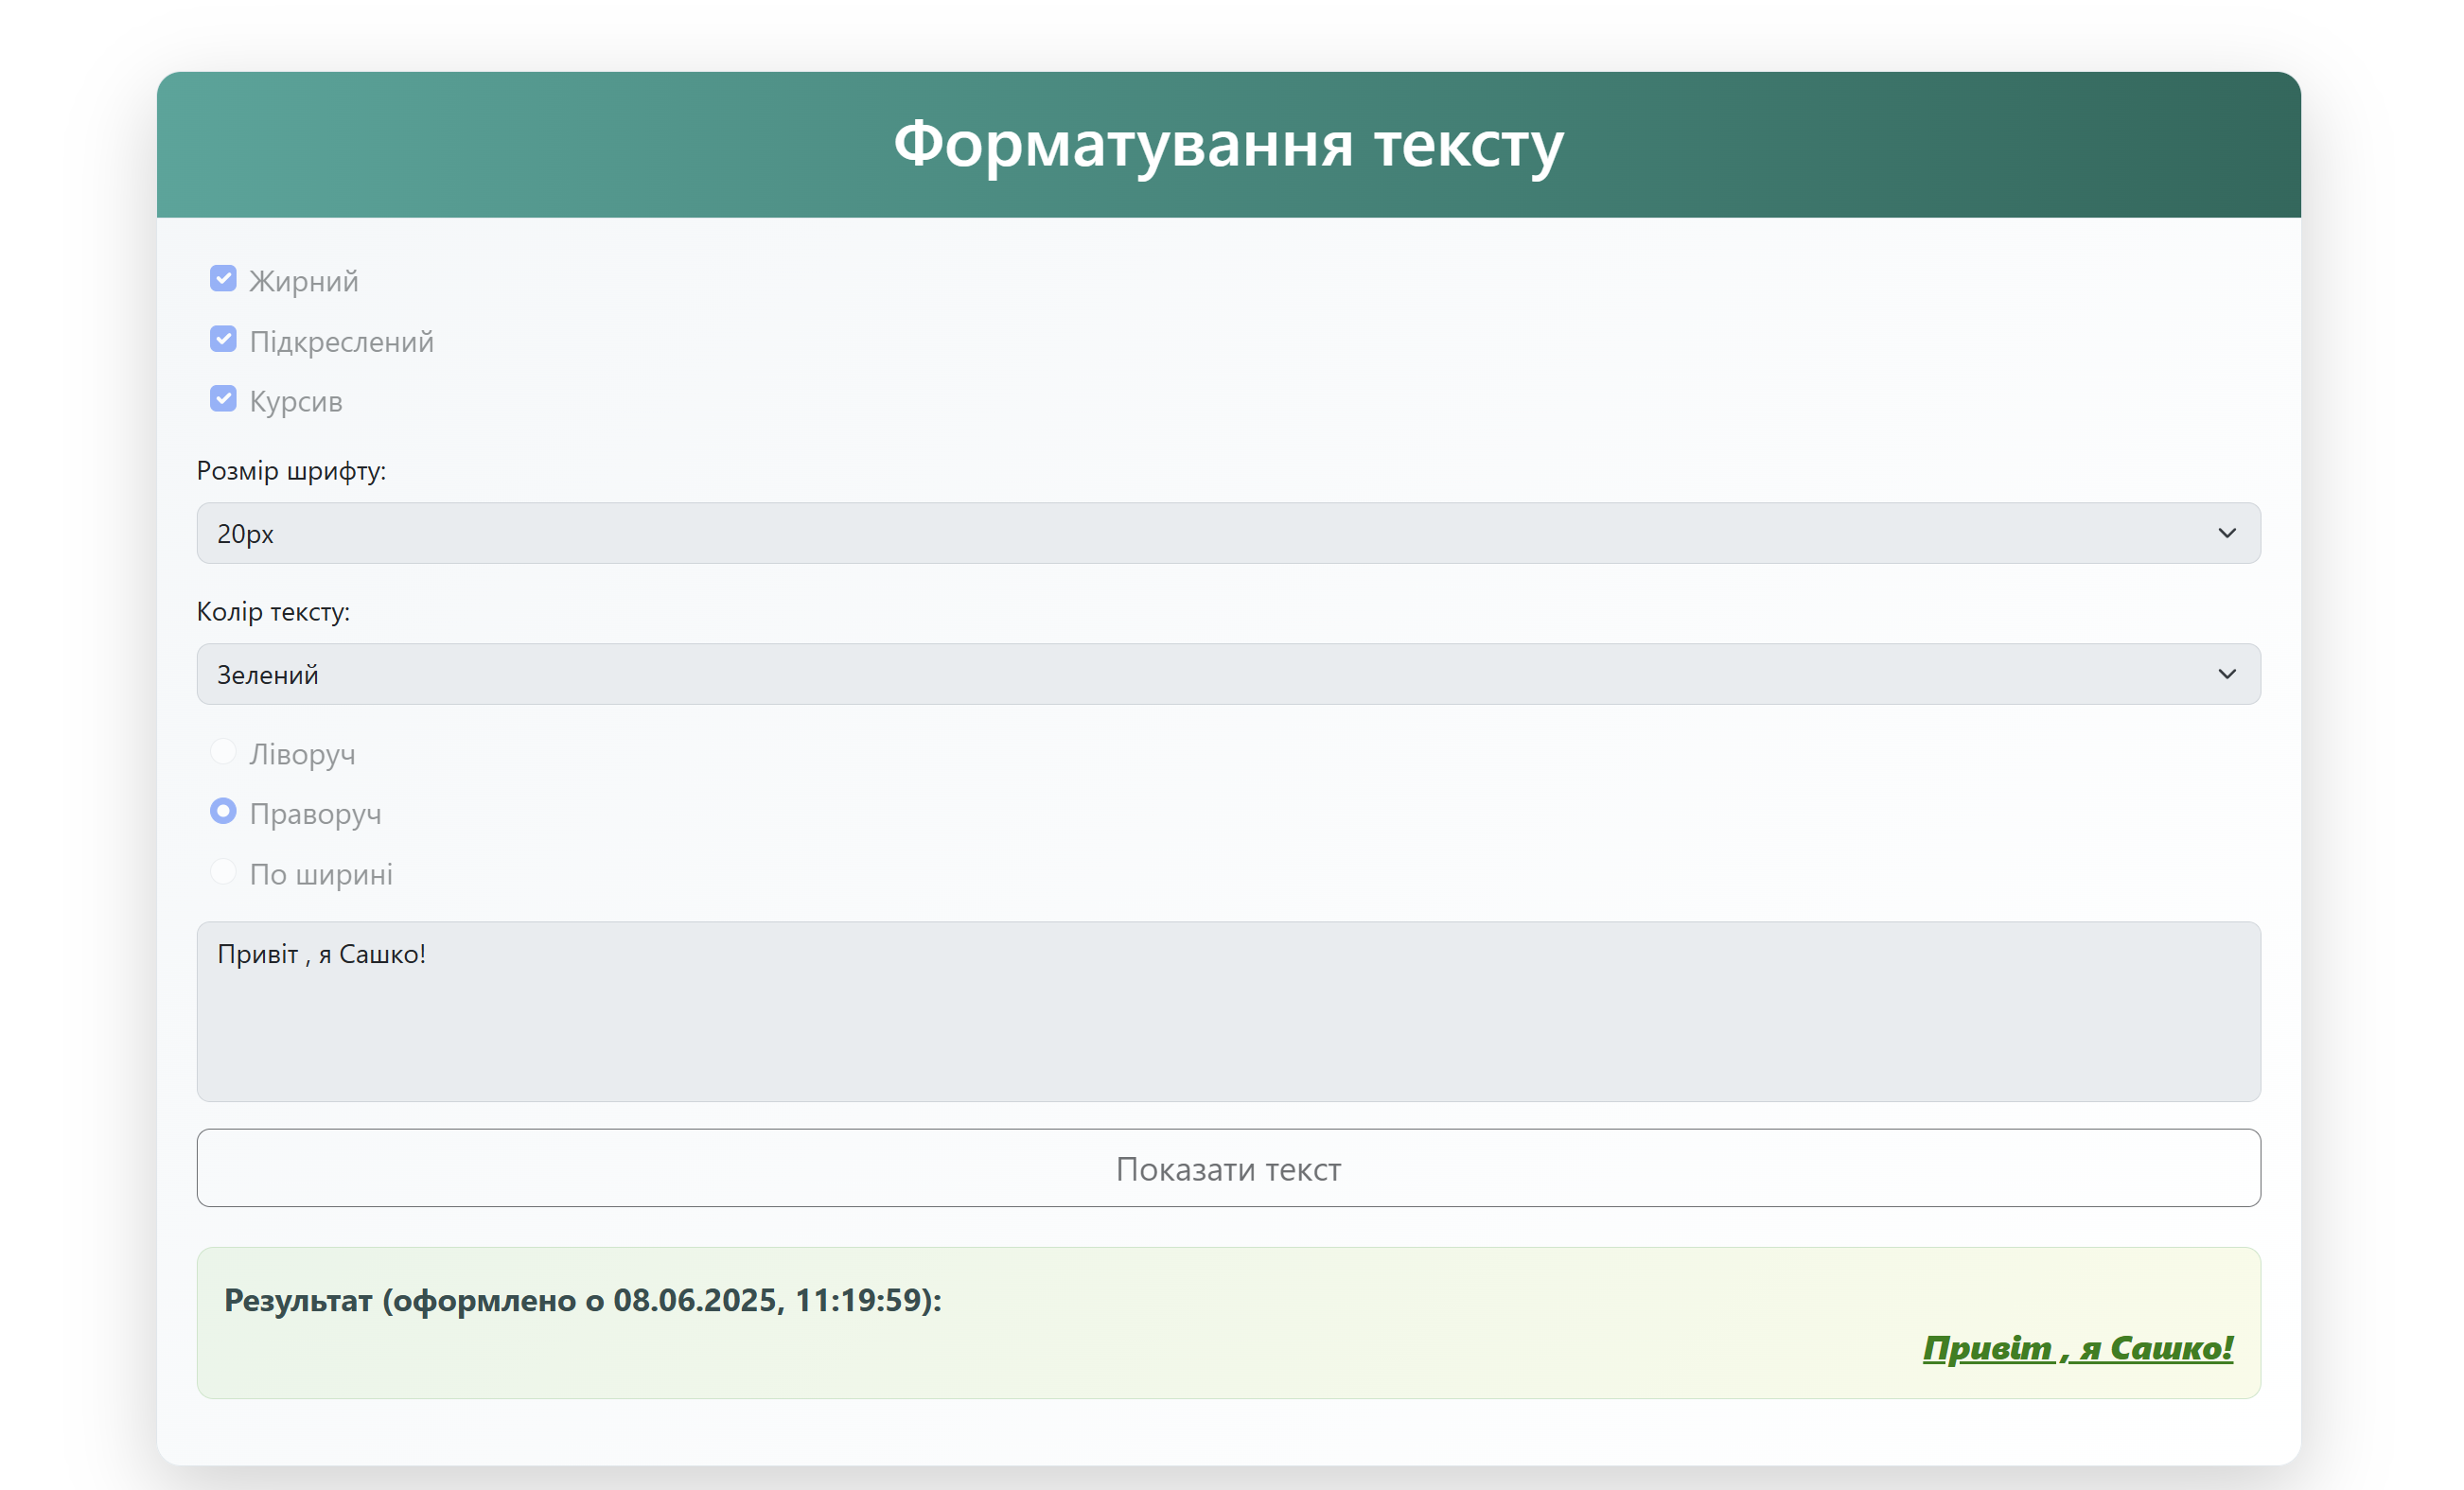 Форматування тексту
Жирний
Підкреслений
Курсив
Розмір шрифту:
20px
Колір тексту:
Зелений
Ліворуч
Праворуч
По ширині
Привіт , я Сашко!
Показати текст
Результат (оформлено о 08.06.2025, 11:19:59):
Привіт , я Сашко!